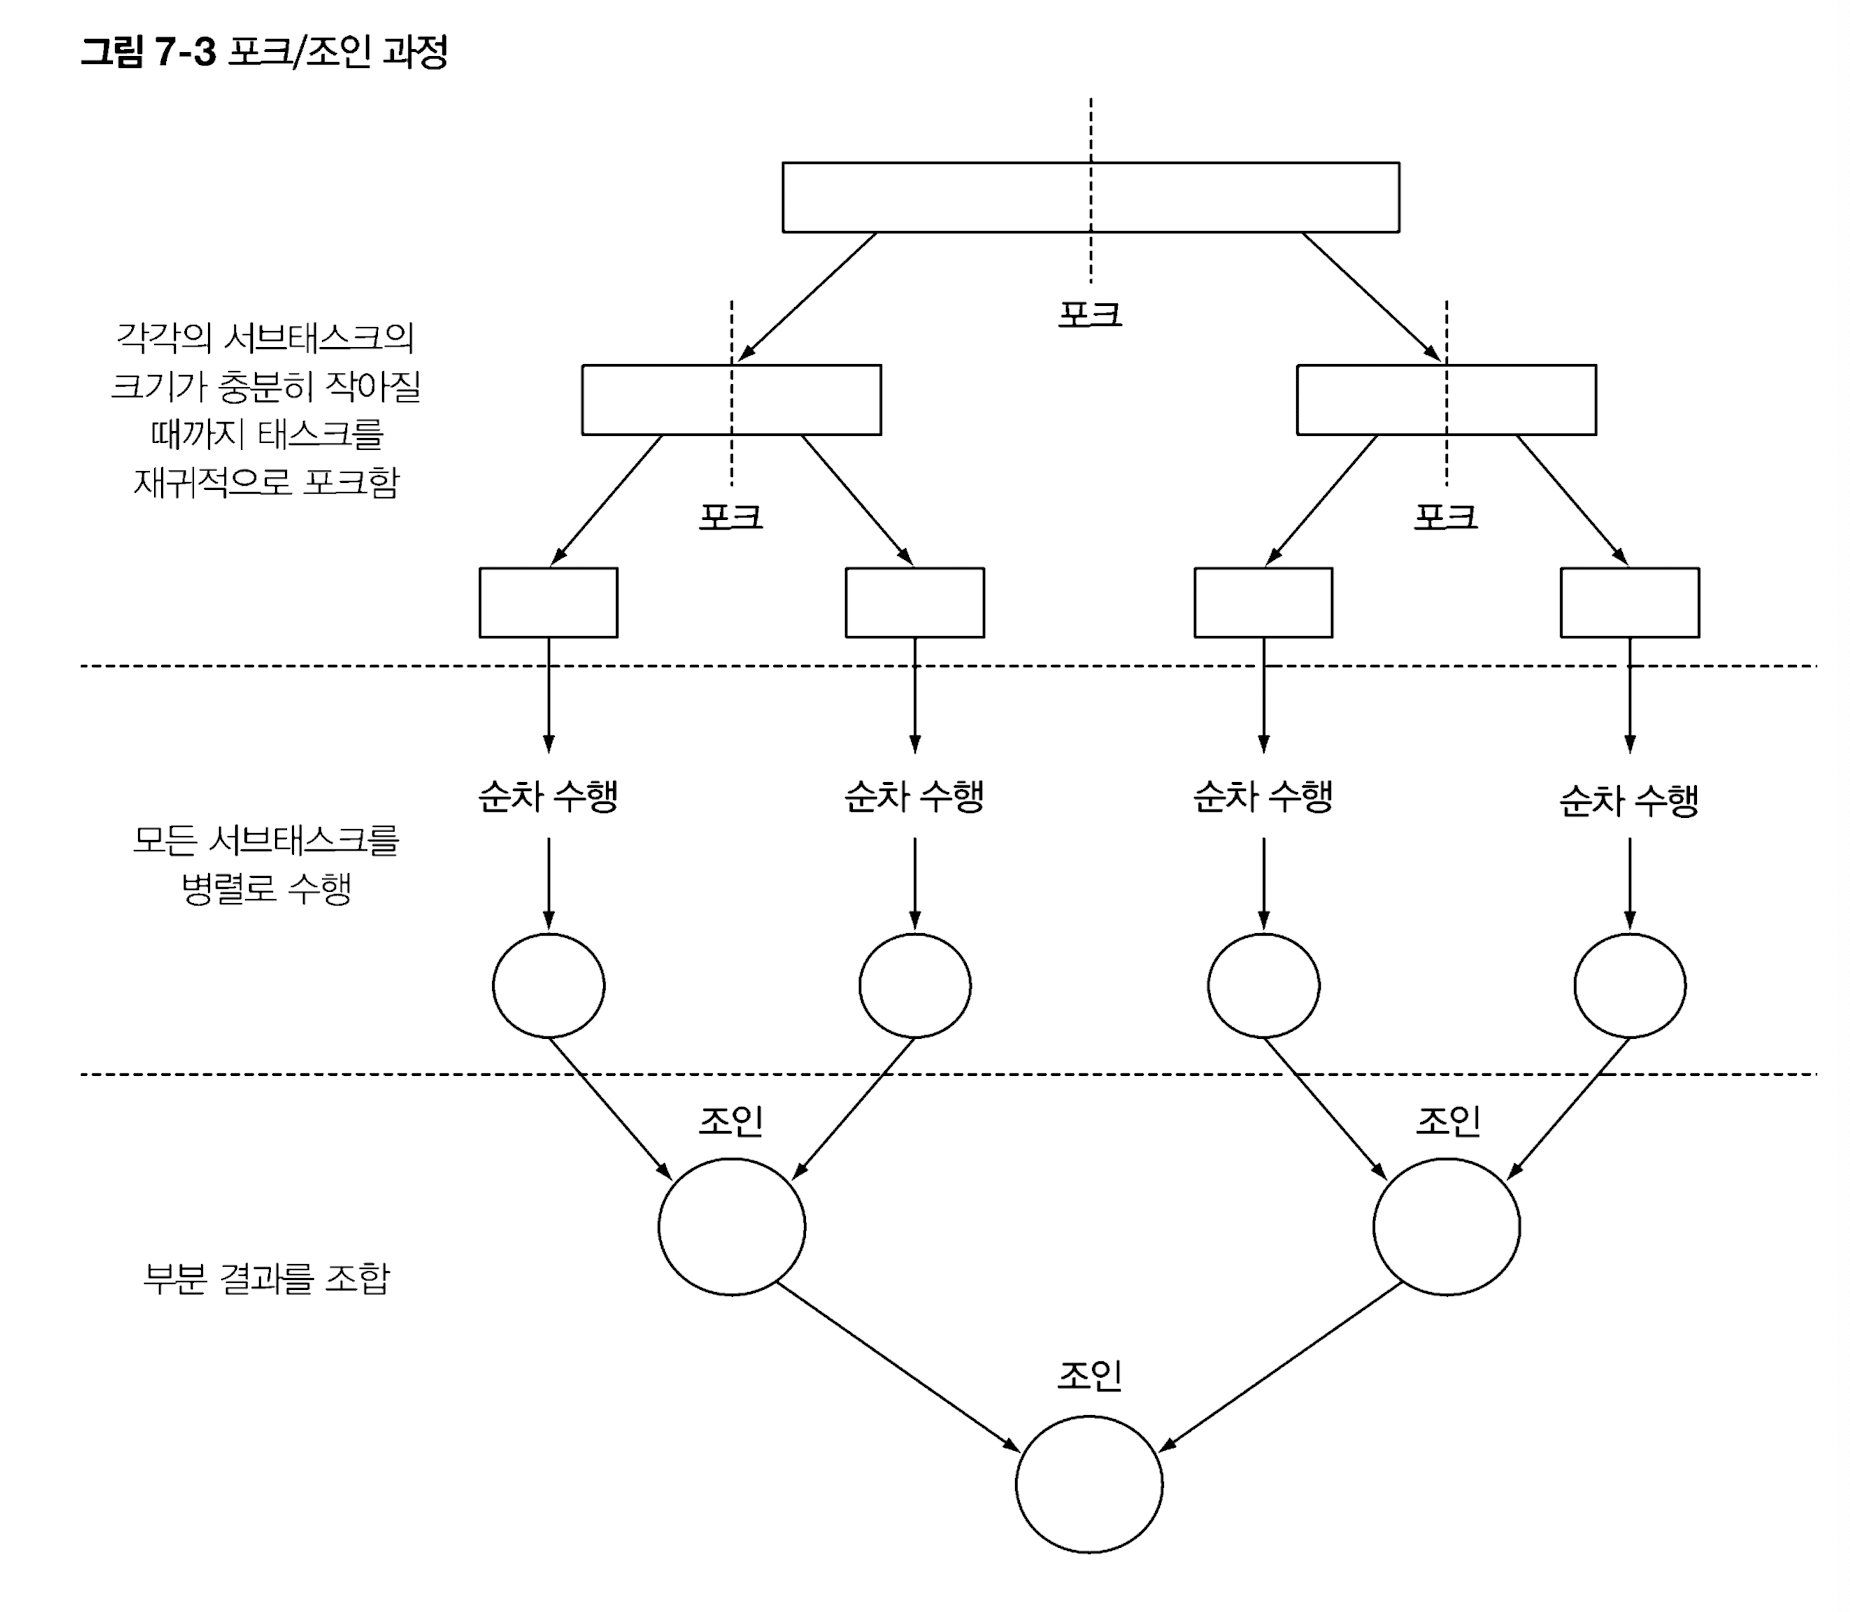 그림 7-3 포크/조인 과정
포크
각각의 서브태스크의
크기가 충분히 작아질
때까지 태스크를
재귀적으로 포크함
포크
포크
순차 수행
순차 수행
순차 수행
순차 수행
모든 서브태스크를
병렬로 수행
조인
조인
부분 결과를 조합
조인